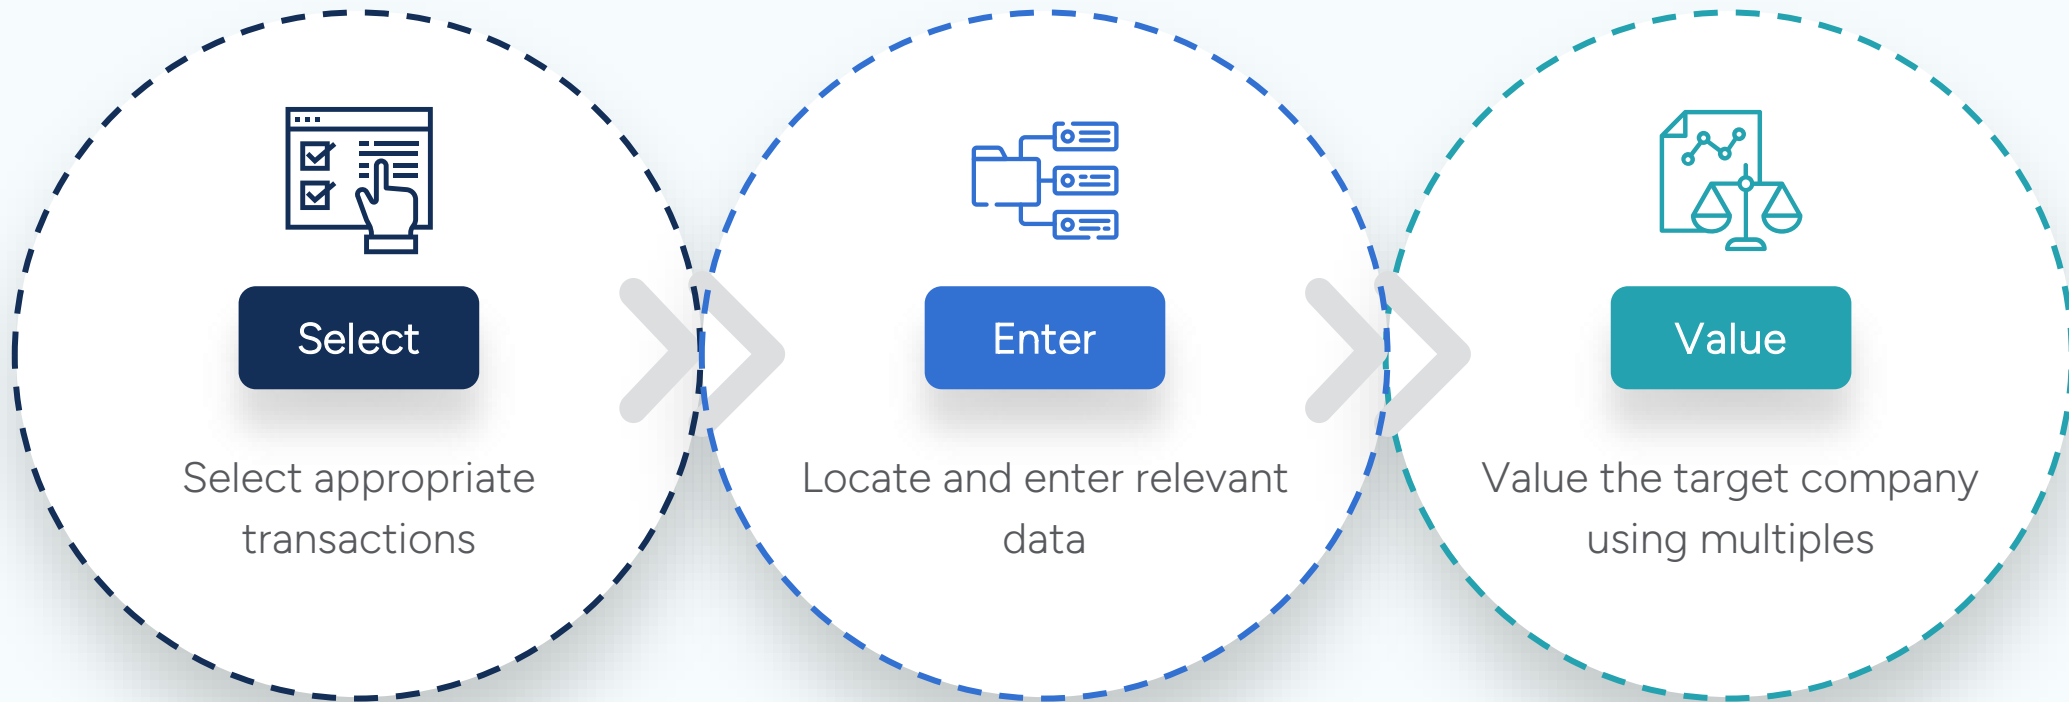 Select
Select appropriate
transactions
Enter
Locate and enter relevant
data
Value
Value the target company
using multiples